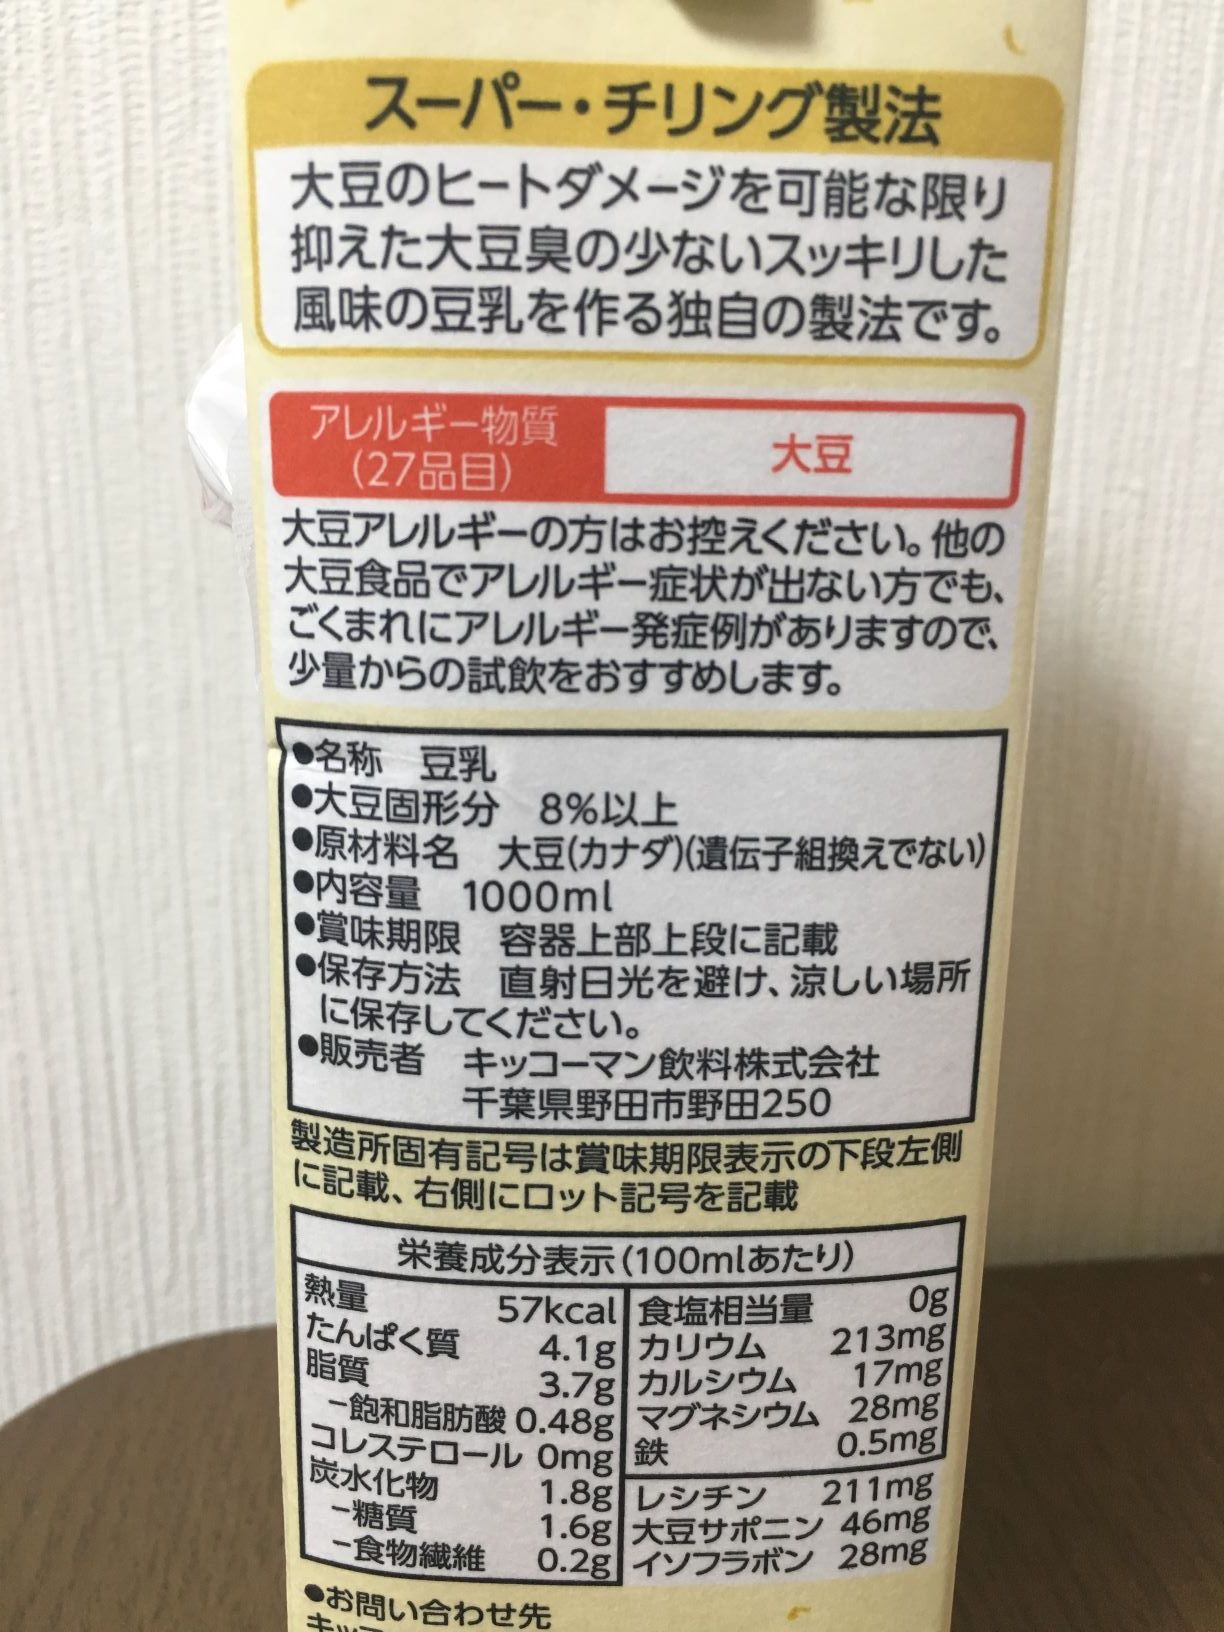 スーパー・チリング製法
大豆のヒートダメージを可能な限り
抑えた大豆臭の少ないスッキリした
風味の豆乳を作る独自の製法です。
アレルギー物質
(27品目)
大豆
大豆アレルギーの方はお控えください。他の
大豆食品でアレルギー症状が出ない方でも、
ごくまれにアレルギー発症例がありますので、
少量からの試飲をおすすめします。
●名称 豆乳
●大豆固形分 8%以上
●原材料名 大豆(カナダ)(遺伝子組換えでない)
●内容量 1000ml
●賞味期限 容器上部上段に記載
●保存方法 直射日光を避け、涼しい場所
に保存してください。
●販売者 キッコーマン飲料株式会社
千葉県野田市野田250
製造所固有記号は賞味期限表示の下段左側
に記載、右側にロット記号を記載
栄養成分表示(100mlあたり)
熱量 57kcal
たんぱく質 4.1g
脂質 3.7g
-飽和脂肪酸 0.48g
コレステロール 0mg
炭水化物 1.8g
-糖質 1.6g
-食物繊維 0.2g
食塩相当量 0g
カリウム 213mg
カルシウム 17mg
マグネシウム 28mg
鉄 0.5mg
レシチン 211mg
大豆サポニン 46mg
イソフラボン 28mg
●お問い合わせ先